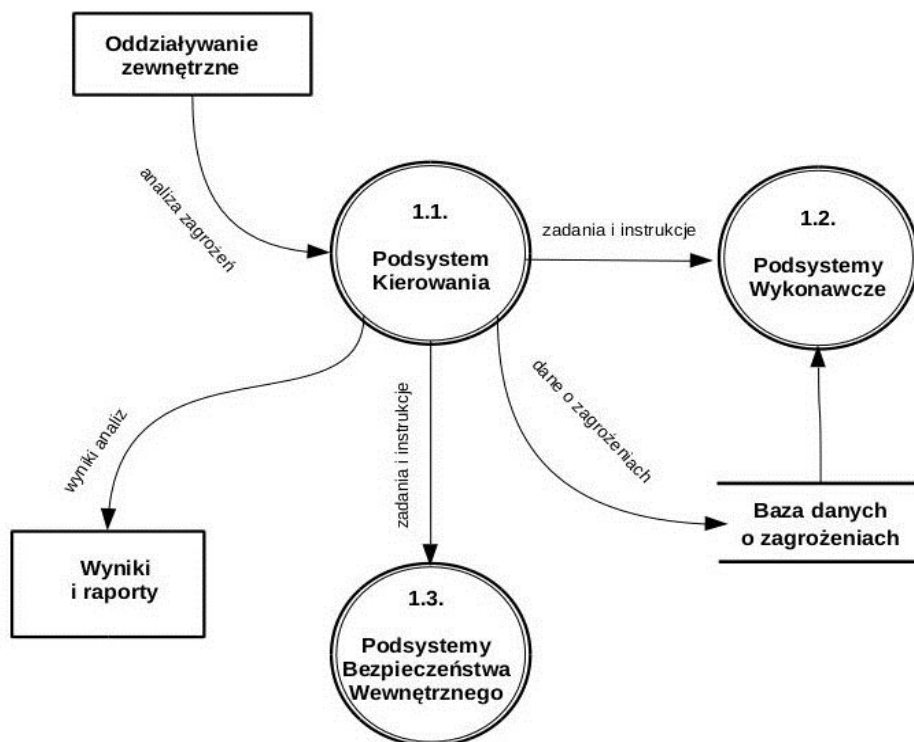 Oddziaływanie
zewnętrzne
analiza zagrożeń
1.1.
Podsystem
Kierowania
zadania i instrukcje
1.2.
Podsystemy
Wykonawcze
wyniki analiz
zadania i instrukcje
dane o zagrożeniach
Baza danych
o zagrożeniach
Wyniki
i raporty
1.3.
Podsystemy
Bezpieczeństwa
Wewnętrznego